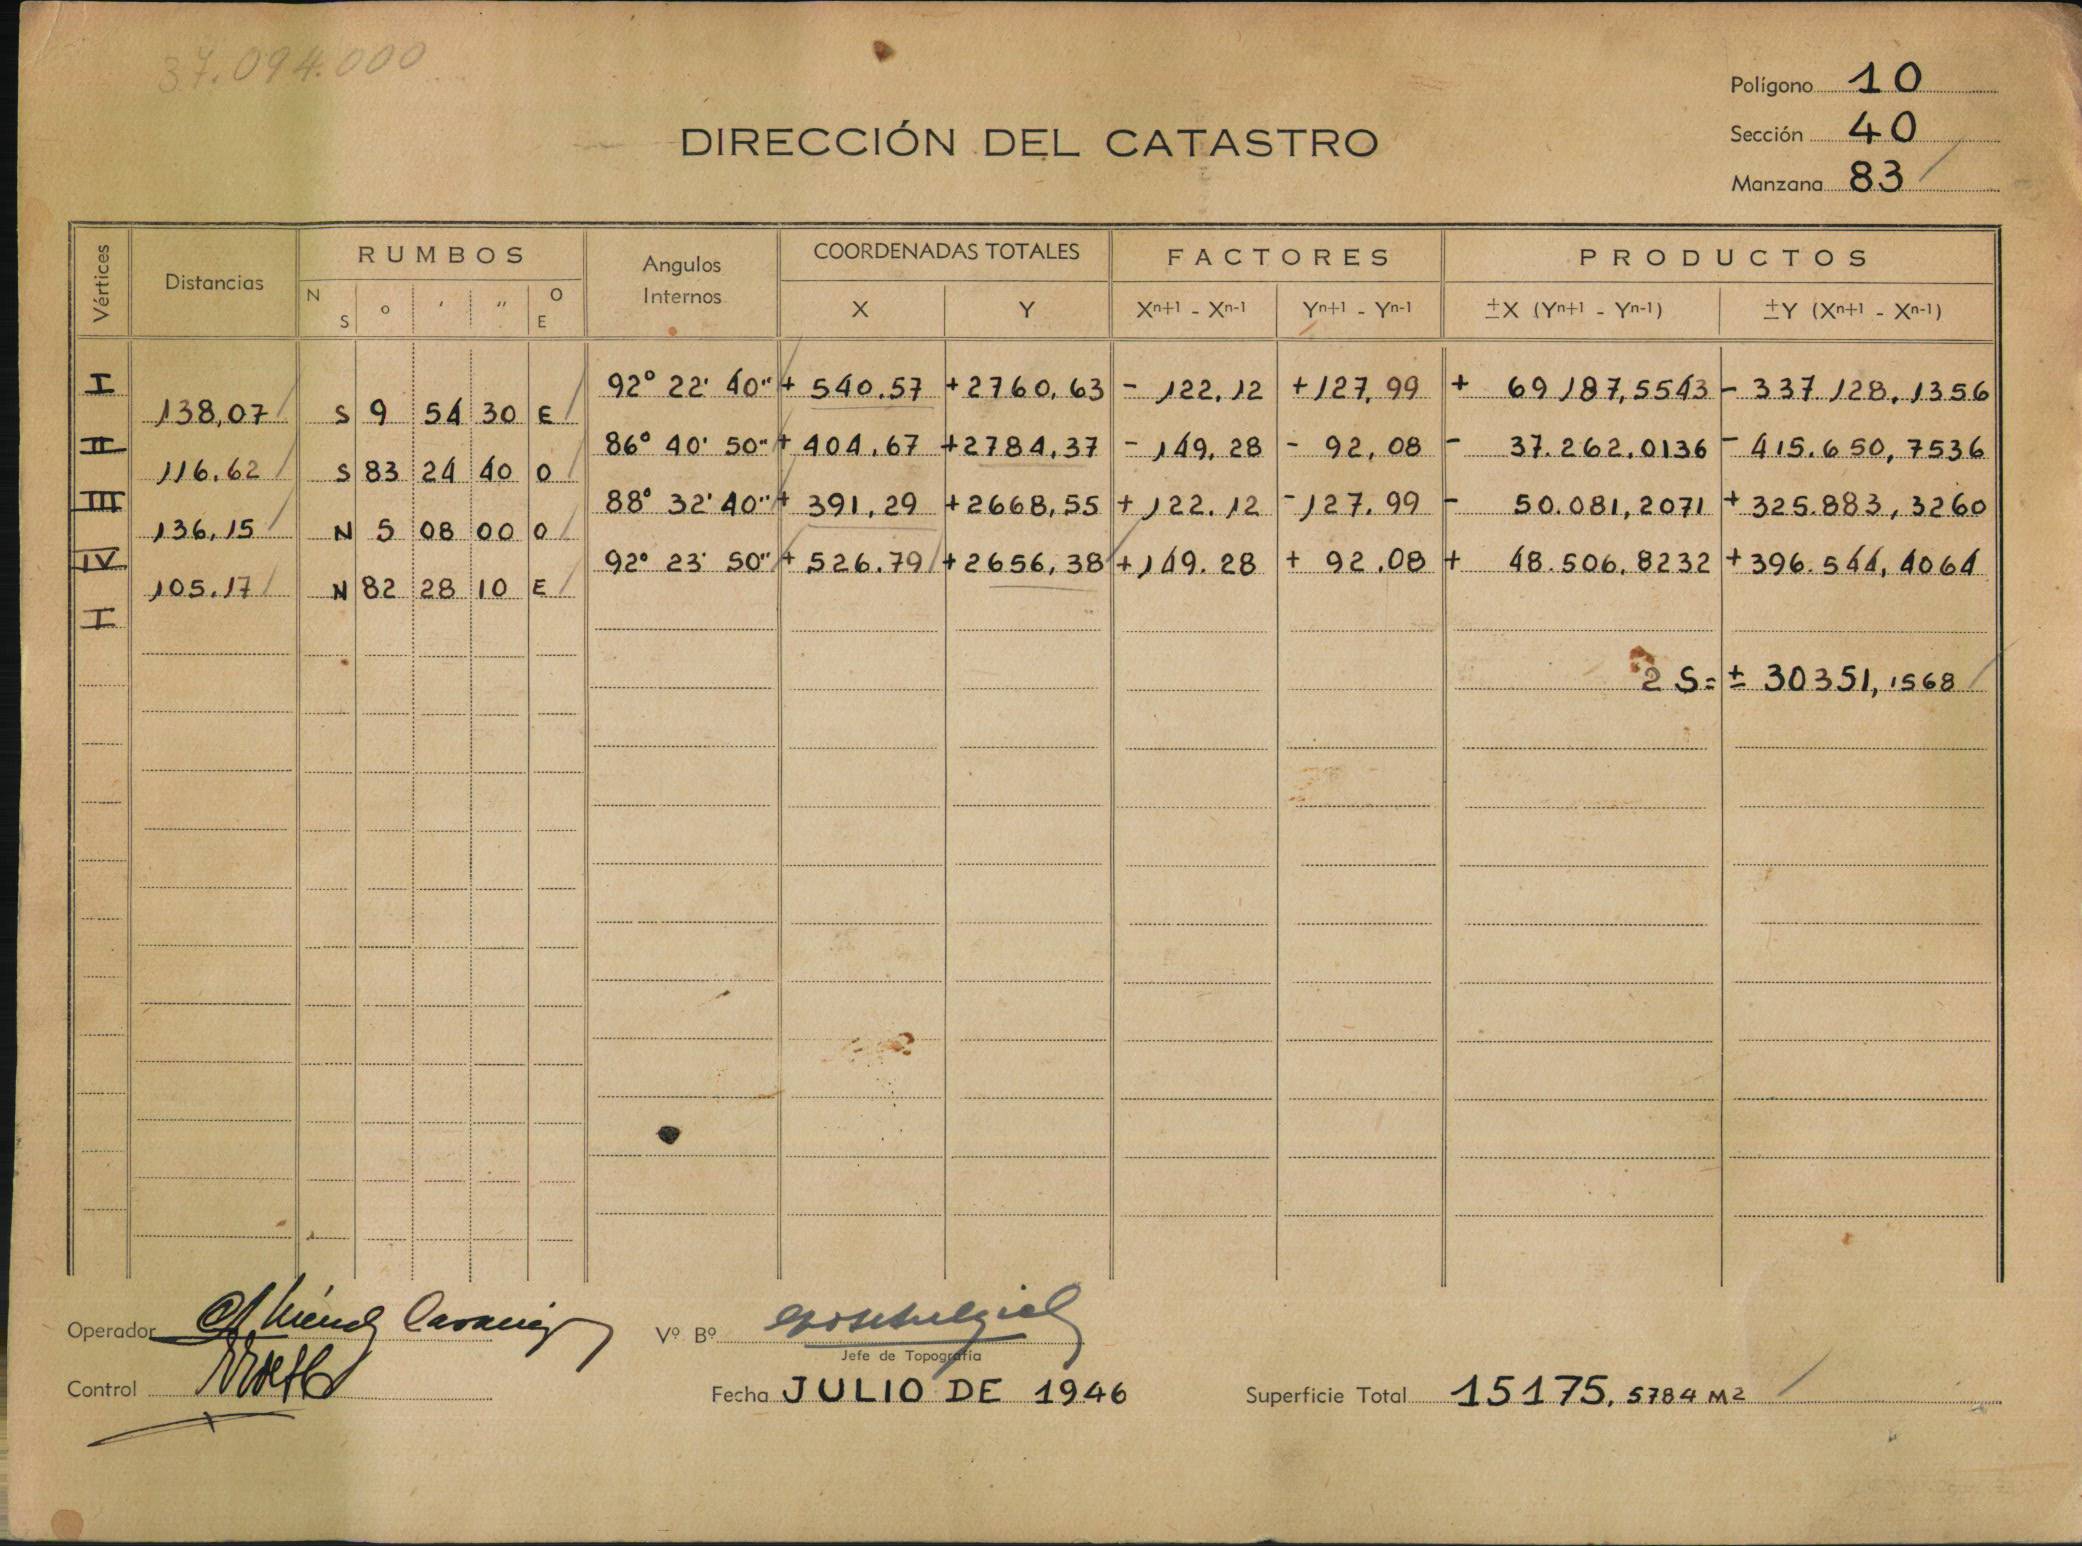 37.094.000
Polígono 10
DIRECCIÓN DEL CATASTRO
Sección 40
Manzana 83
Vértices Distancias RUMBOS Angulos Internos COORDENADAS TOTALES FACTORES PRODUCTOS
N S o ′ ″ O E X Y Xn+1 - Xn-1 Yn+1 - Yn-1 ±X (Yn+1 - Yn-1) ±Y (Xn+1 - Xn-1)
I 92° 22' 40" + 540.57 +2760,63 - 122,12 +127,99 + 69187,5543 - 337.128,1356
138,07 S 9 54 30 E
II 86° 40' 50" + 404.67 +2784,37 - 149,28 - 92,08 - 37.262.0136 - 415.650,7536
116.62 S 83 24 40 O
III 88° 32' 40" + 391,29 +2668,55 + 122.12 -127.99 - 50.081,2071 + 325.883,3260
136,15 N 5 08 00 O
IV 92° 23' 50" + 526.79 +2656,38 +149.28 + 92.08 + 48.506,8232 +396.544,4064
105.17 N 82 28 10 E
I
2 S= ± 30351,1568
Operador
Vº Bº
Jefe de Topografía
Control
Fecha JULIO DE 1946
Superficie Total 15175,5784 M2